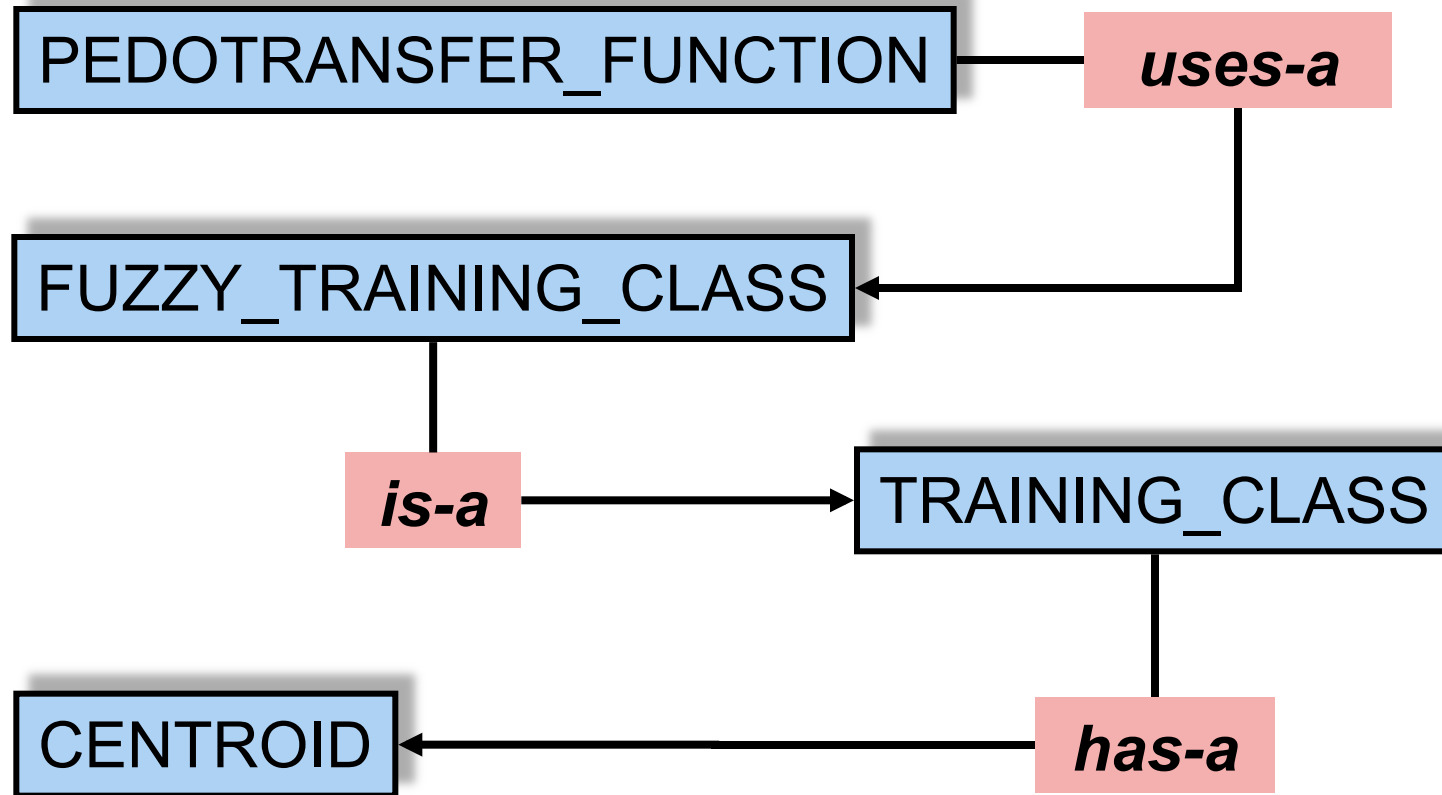 PEDOTRANSFER_FUNCTION
uses-a
FUZZY_TRAINING_CLASS
is-a
TRAINING_CLASS
CENTROID
has-a